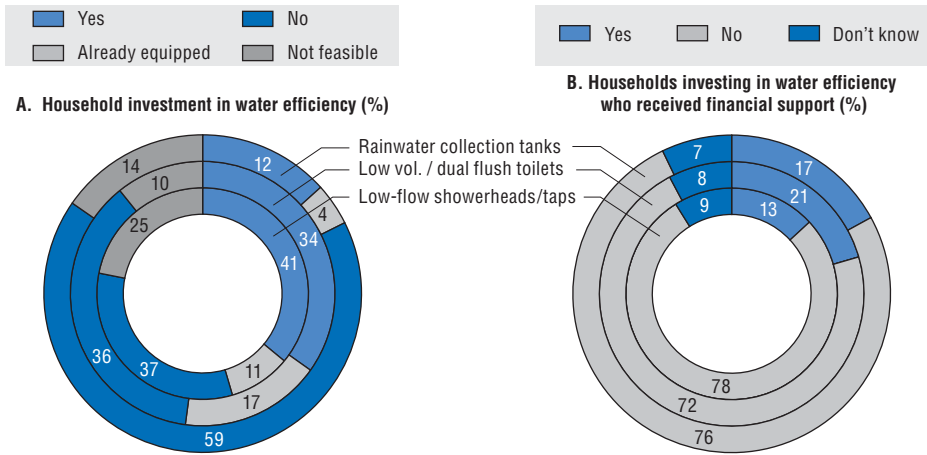 Yes No
Already equipped Not feasible
Yes No Don't know
A. Household investment in water efficiency (%)
B. Households investing in water efficiency
who received financial support (%)
Rainwater collection tanks
Low vol. / dual flush toilets
Low-flow showerheads/taps
14 12
10
25
4
34
41
36
37
11
17
59
7 17
8 21
9 13
78
72
76